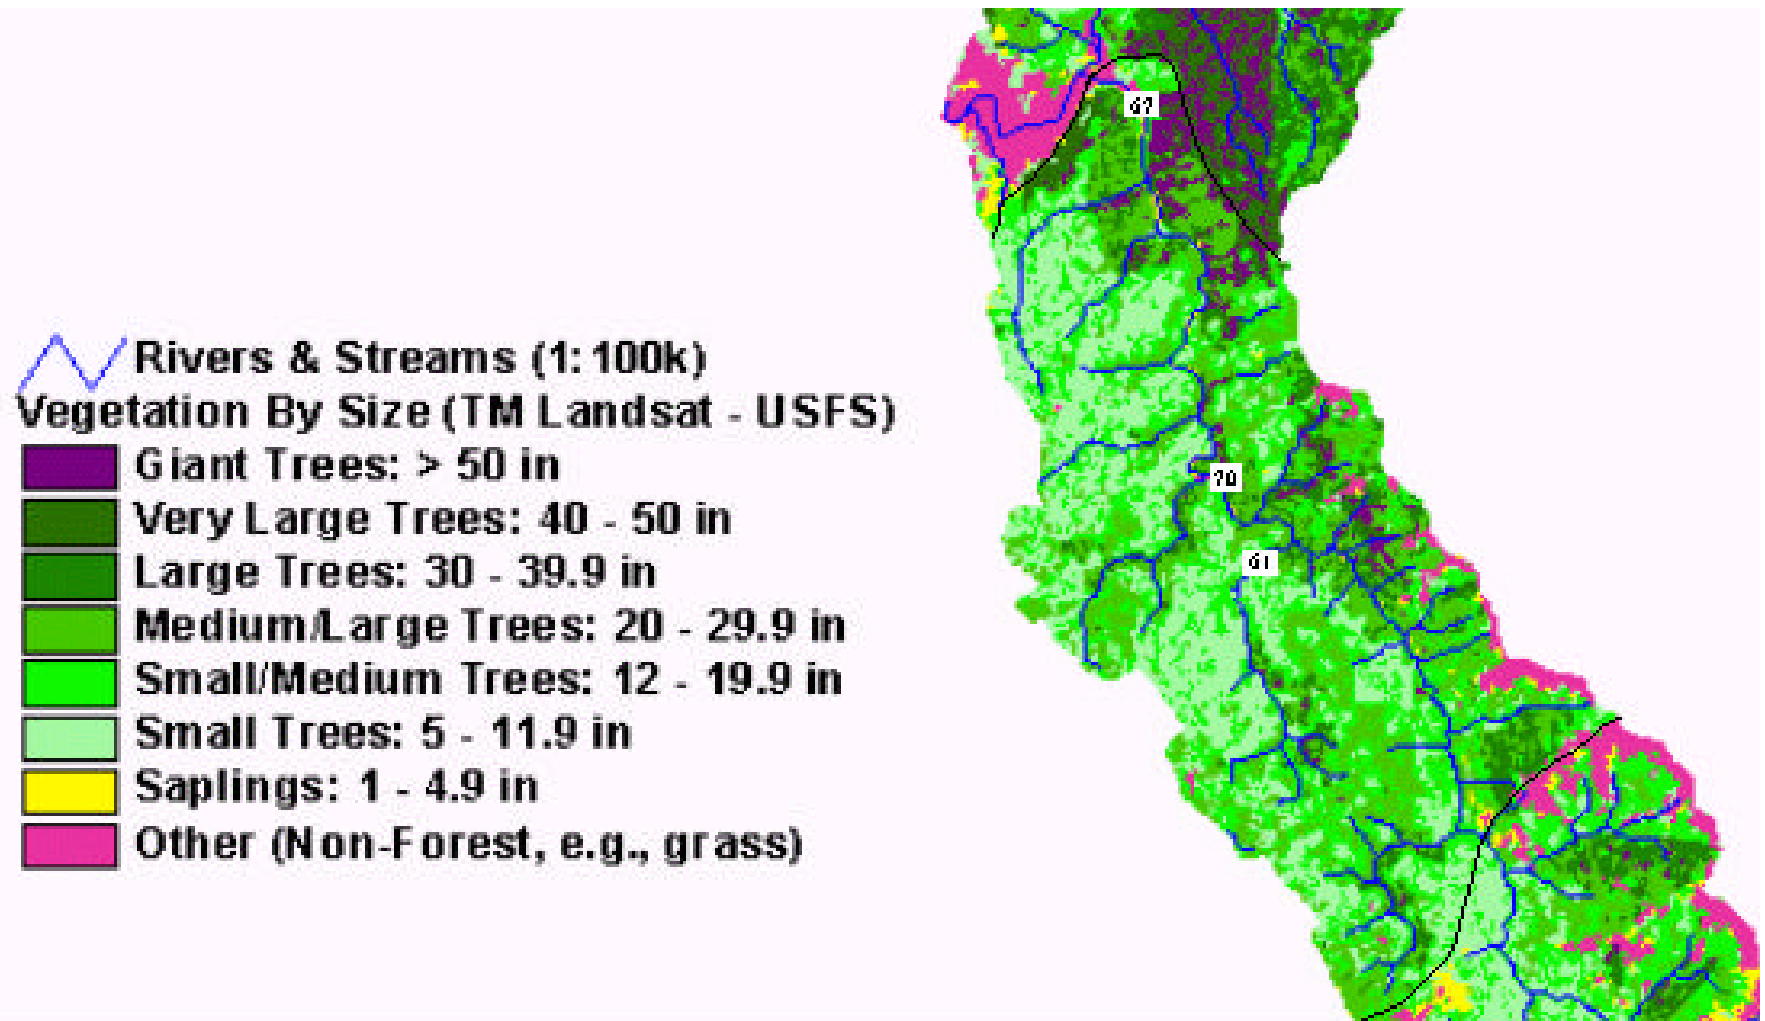 Rivers & Streams (1:100k)
Vegetation By Size (TM Landsat - USFS)
Giant Trees: > 50 in
Very Large Trees: 40 - 50 in
Large Trees: 30 - 39.9 in
Medium/Large Trees: 20 - 29.9 in
Small/Medium Trees: 12 - 19.9 in
Small Trees: 5 - 11.9 in
Saplings: 1 - 4.9 in
Other (Non-Forest, e.g., grass)
70
61